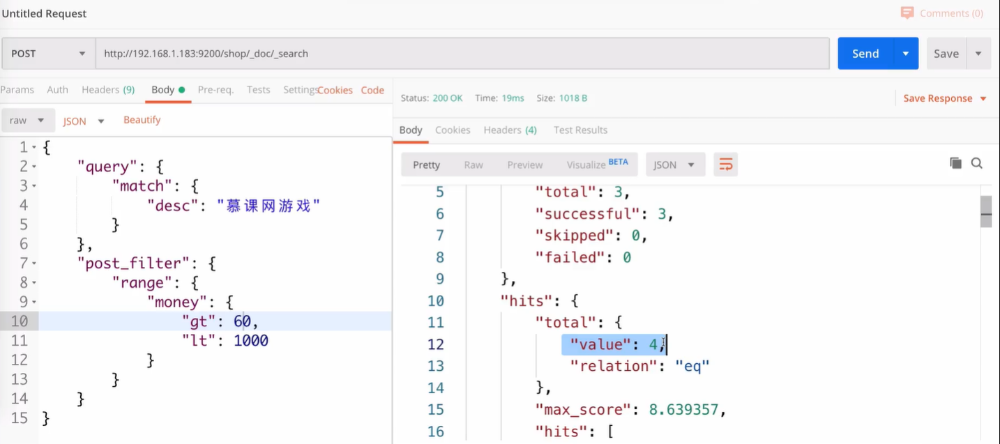 Untitled Request
Comments (0)
POST
http://192.168.1.183:9200/shop/_doc/_search
Send
Save
Params Auth Headers (9) Body Pre-req. Tests Settings Cookies Code
raw JSON Beautify
1 {
2 "query": {
3 "match": {
4 "desc": "慕课网游戏"
5 }
6 },
7 "post_filter": {
8 "range": {
9 "money": {
10 "gt": 60,
11 "lt": 1000
12 }
13 }
14 }
15 }
Status: 200 OK Time: 19ms Size: 1018 B
Save Response
Body Cookies Headers (4) Test Results
Pretty Raw Preview Visualize BETA JSON
5 "total": 3,
6 "successful": 3,
7 "skipped": 0,
8 "failed": 0
9 },
10 "hits": {
11 "total": {
12 "value": 4,
13 "relation": "eq"
14 },
15 "max_score": 8.639357,
16 "hits": [